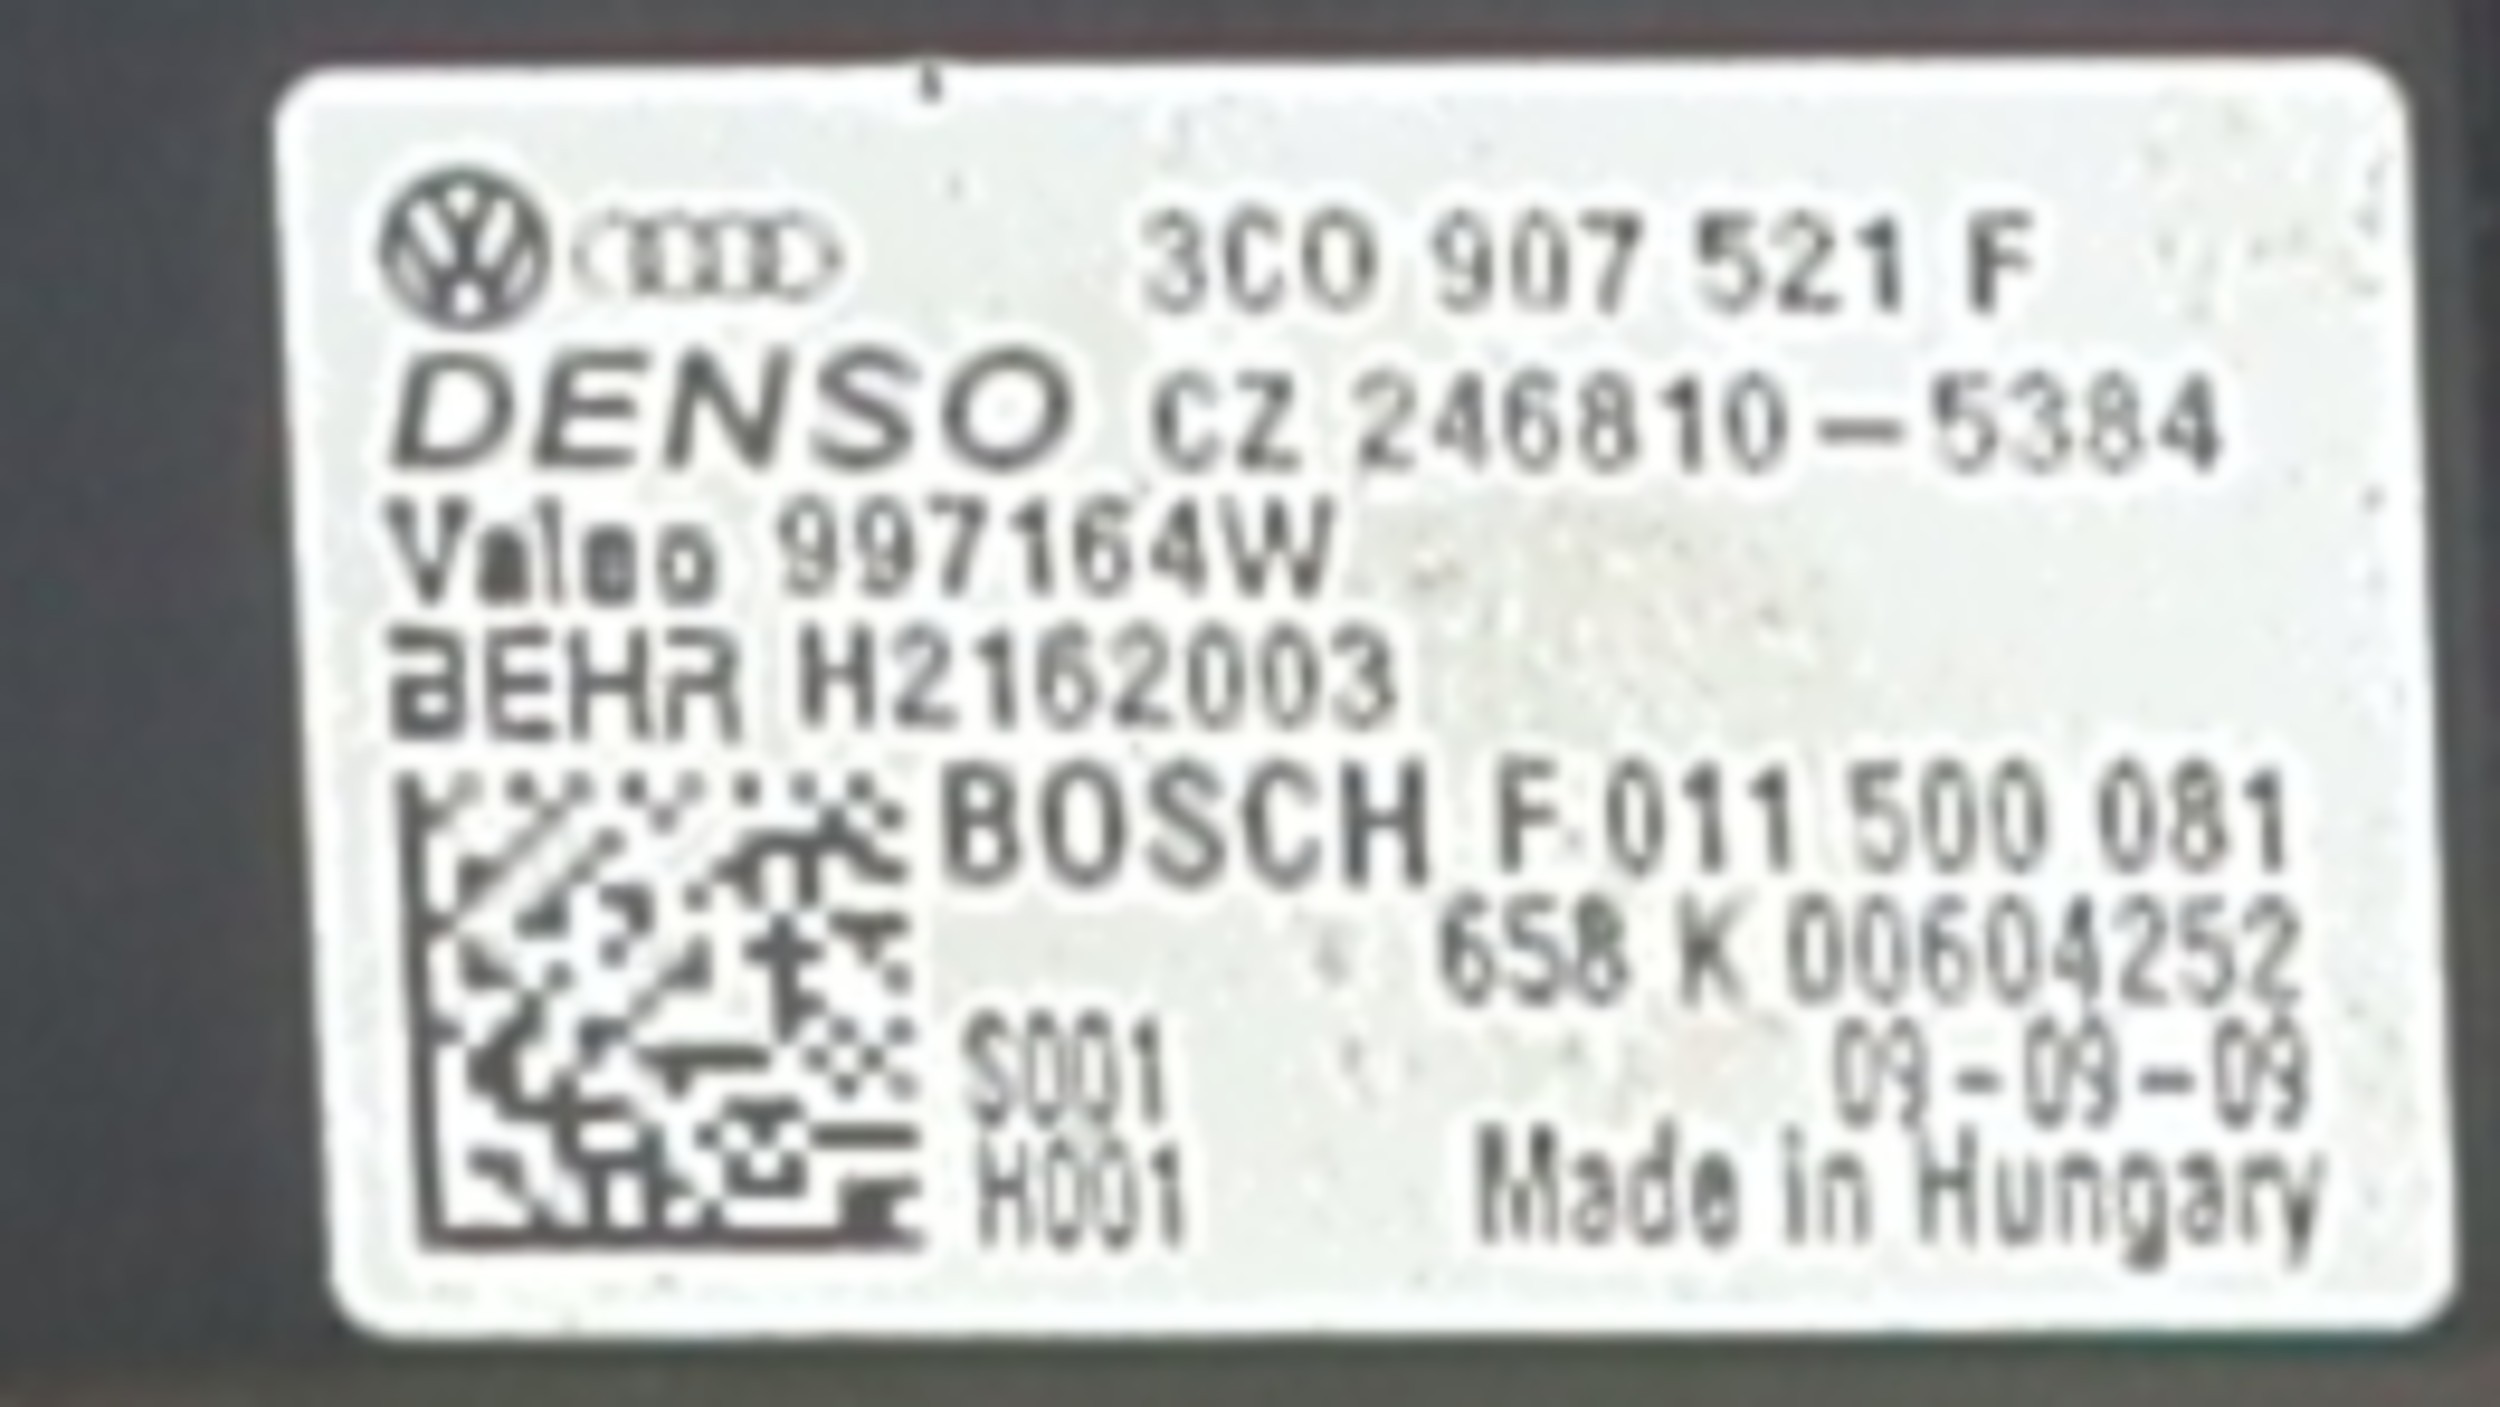 3C0 907 521 F
DENSO CZ 246810-5384
Valeo 997164W
BEHR H2162003
BOSCH F 011 500 081
658 K 00604252
S001 09-09-09
H001 Made in Hungary